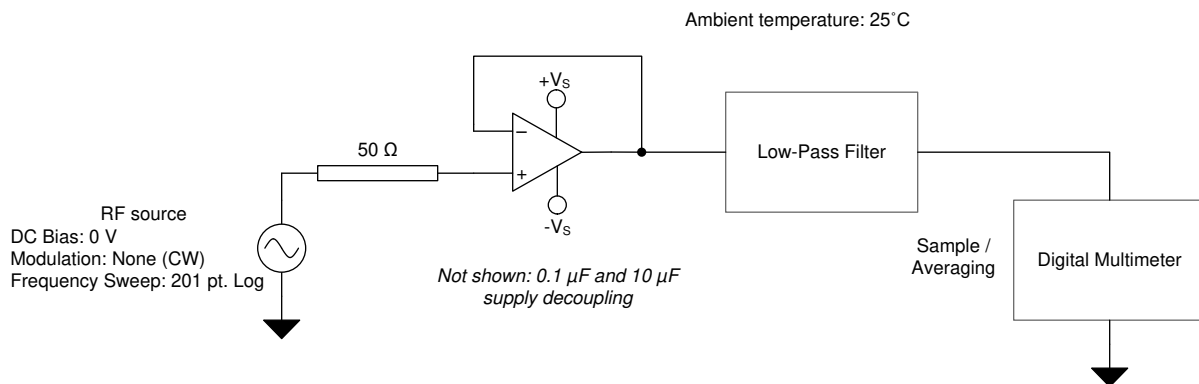 Ambient temperature: 25˚C
+VS
−
50 Ω
Low-Pass Filter
+
RF source
-VS
DC Bias: 0 V
Modulation: None (CW)
Frequency Sweep: 201 pt. Log
Not shown: 0.1 µF and 10 µF
supply decoupling
Sample /
Averaging
Digital Multimeter